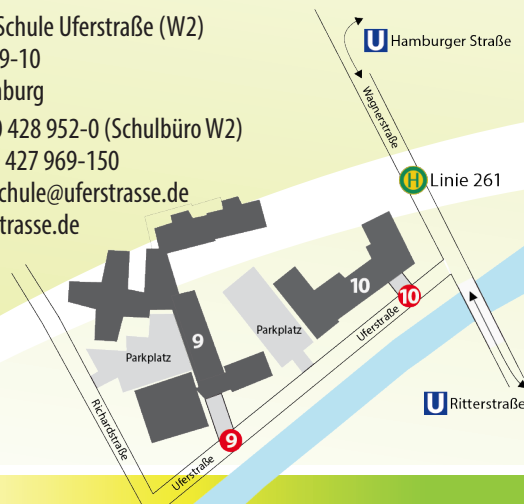 Schule Uferstraße (W2)
9-10
burg
0 428 952-0 (Schulbüro W2)
427 969-150
chule@uferstrasse.de
trasse.de
U Hamburger Straße
Wagnerstraße
H Linie 261
10
10
9
Parkplatz
Uferstraße
Parkplatz
U Ritterstraße
Richardstraße
9
Uferstraße